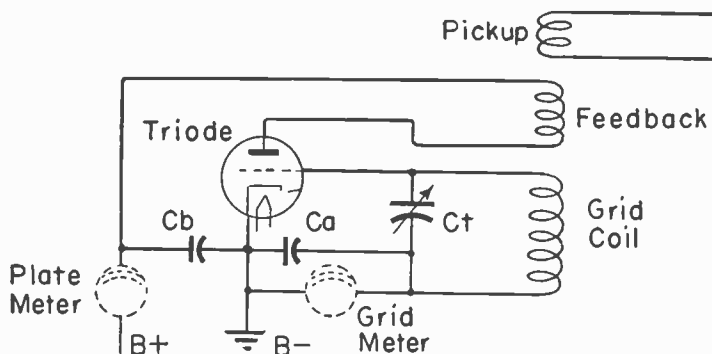 Pickup
Triode
Feedback
Cb
Ca
Ct
Grid
Coil
Plate
Meter
B+
B-
Grid
Meter